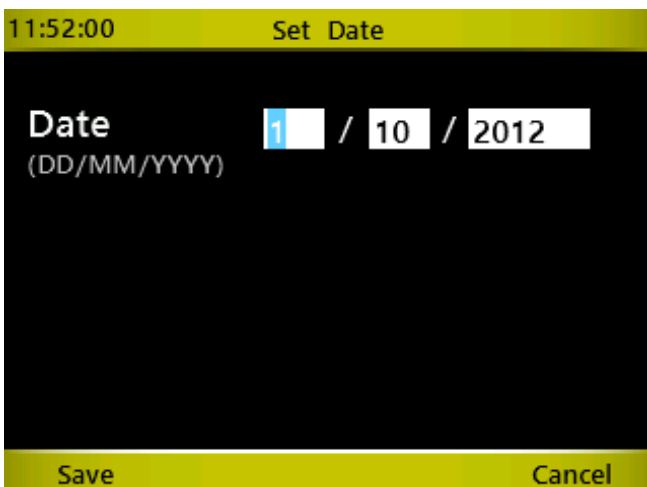 11:52:00 Set Date
Date 1 / 10 / 2012
(DD/MM/YYYY)
Save Cancel